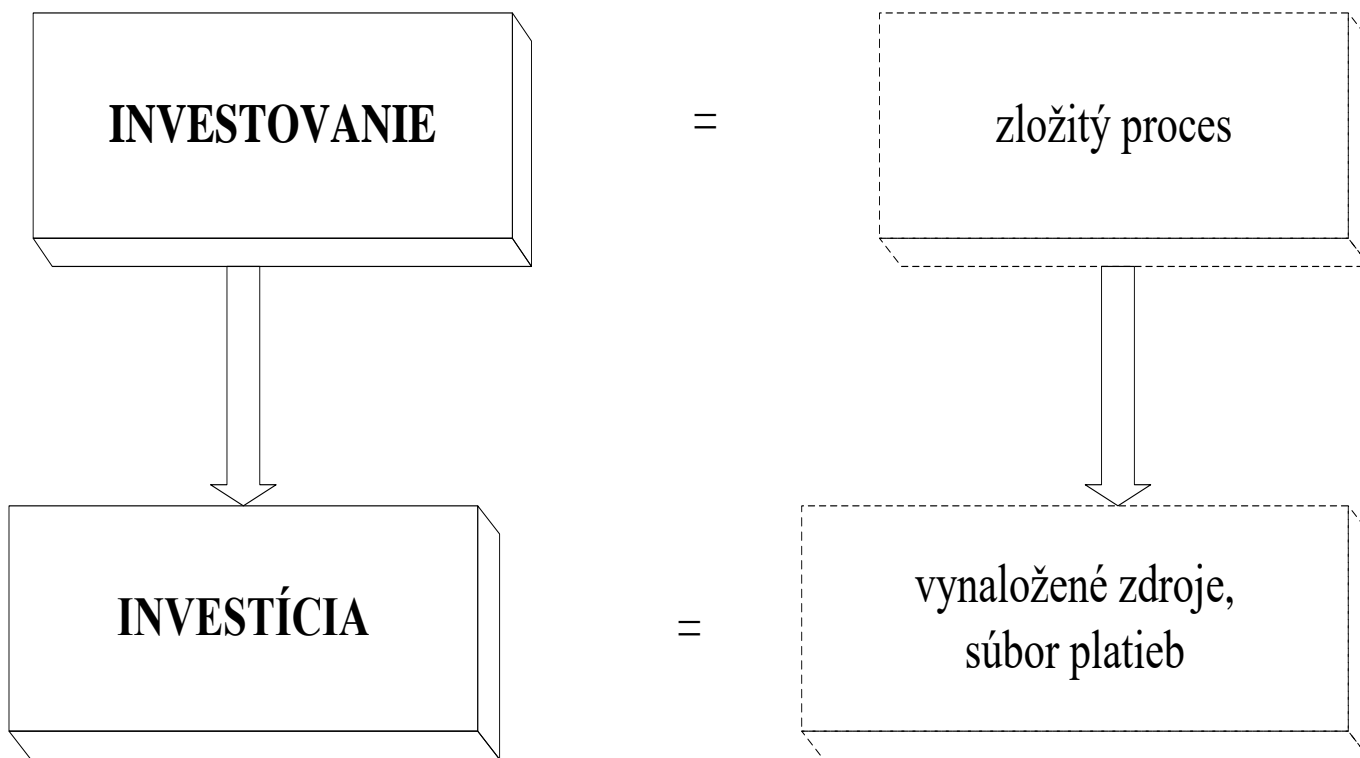 INVESTOVANIE = zložitý proces
INVESTÍCIA = vynaložené zdroje,
súbor platieb